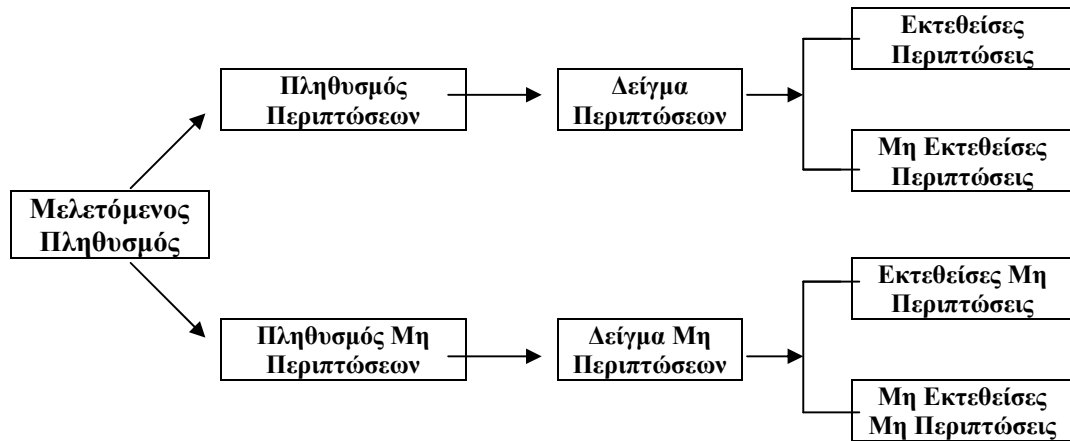 Εκτεθείσες
Περιπτώσεις
Πληθυσμός
Περιπτώσεων
Δείγμα
Περιπτώσεων
Μη Εκτεθείσες
Περιπτώσεις
Μελετόμενος
Πληθυσμός
Εκτεθείσες Μη
Περιπτώσεις
Πληθυσμός Μη
Περιπτώσεων
Δείγμα Μη
Περιπτώσεων
Μη Εκτεθείσες
Μη Περιπτώσεις